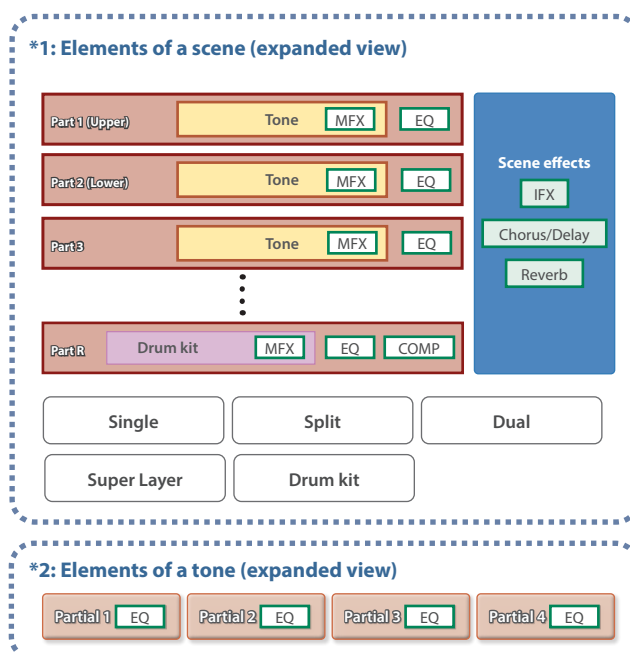 *1: Elements of a scene (expanded view)
Part 1 (Upper) Tone MFX EQ
Part 2 (Lower) Tone MFX EQ
Part 3 Tone MFX EQ
Part R Drum kit MFX EQ COMP
Scene effects
IFX
Chorus/Delay
Reverb
Single Split Dual
Super Layer Drum kit
*2: Elements of a tone (expanded view)
Partial 1 EQ Partial 2 EQ Partial 3 EQ Partial 4 EQ